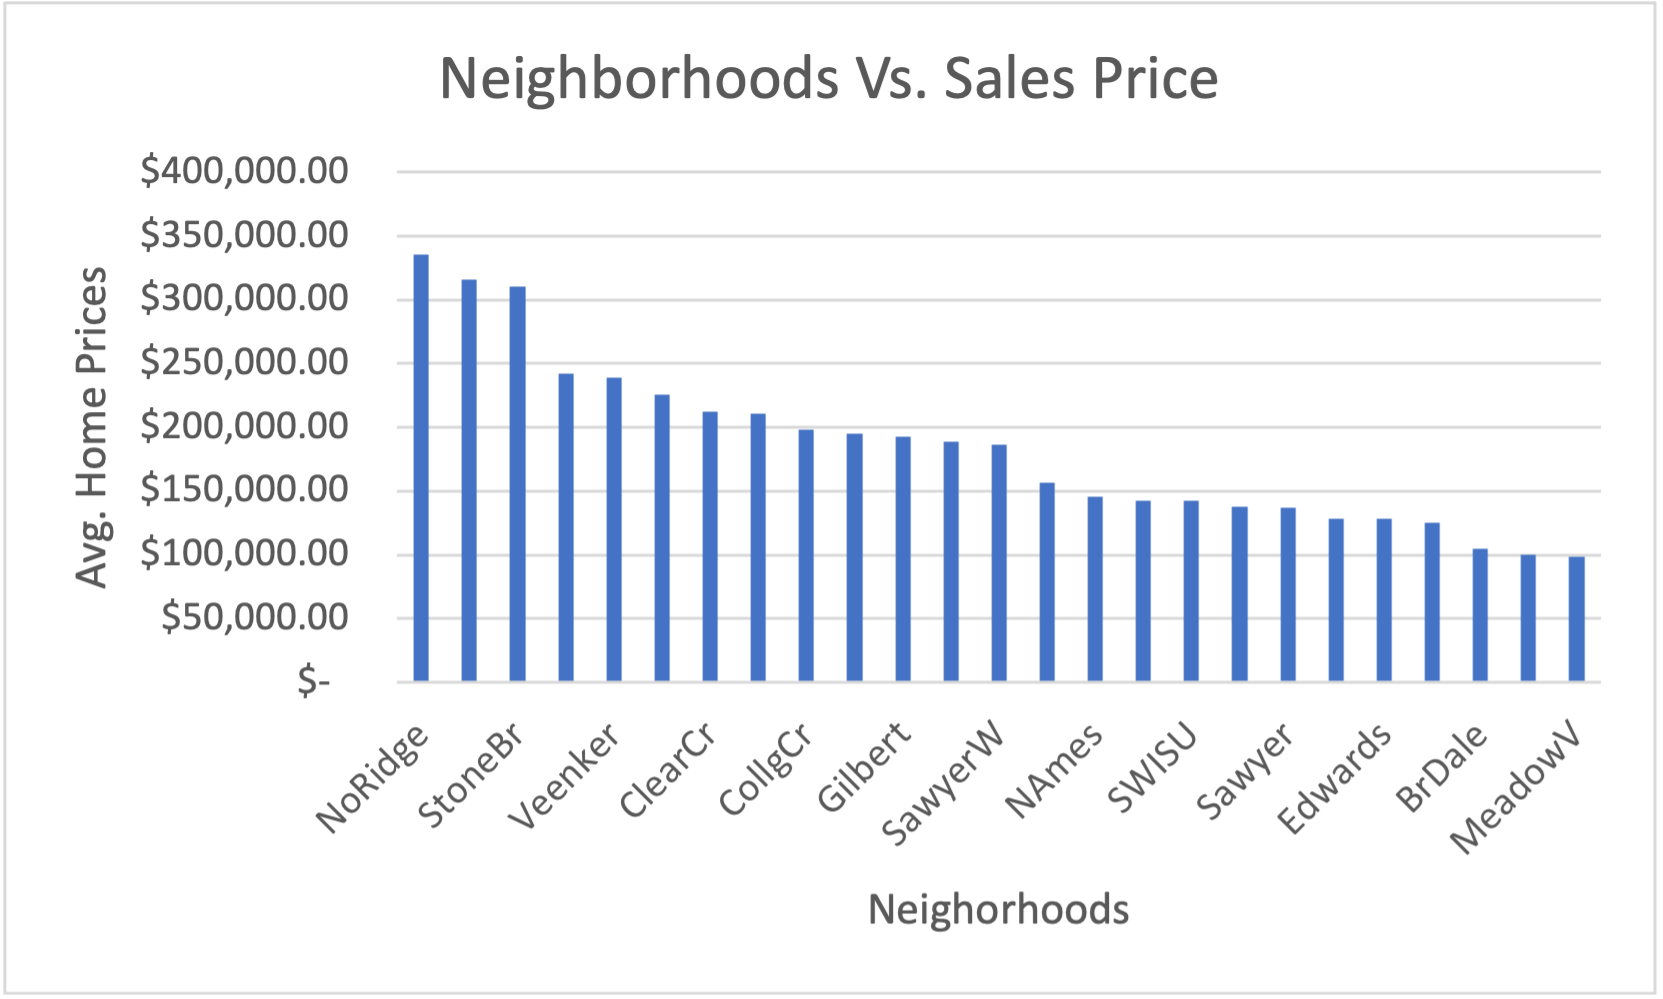 Neighborhoods Vs. Sales Price
$400,000.00
$350,000.00
$300,000.00
$250,000.00
$200,000.00
$150,000.00
$100,000.00
$50,000.00
$-
Avg. Home Prices
NoRidge
StoneBr
Veenker
ClearCr
CollgCr
Gilbert
SawyerW
NAmes
SWISU
Sawyer
Edwards
BrDale
MeadowV
Neighorhoods